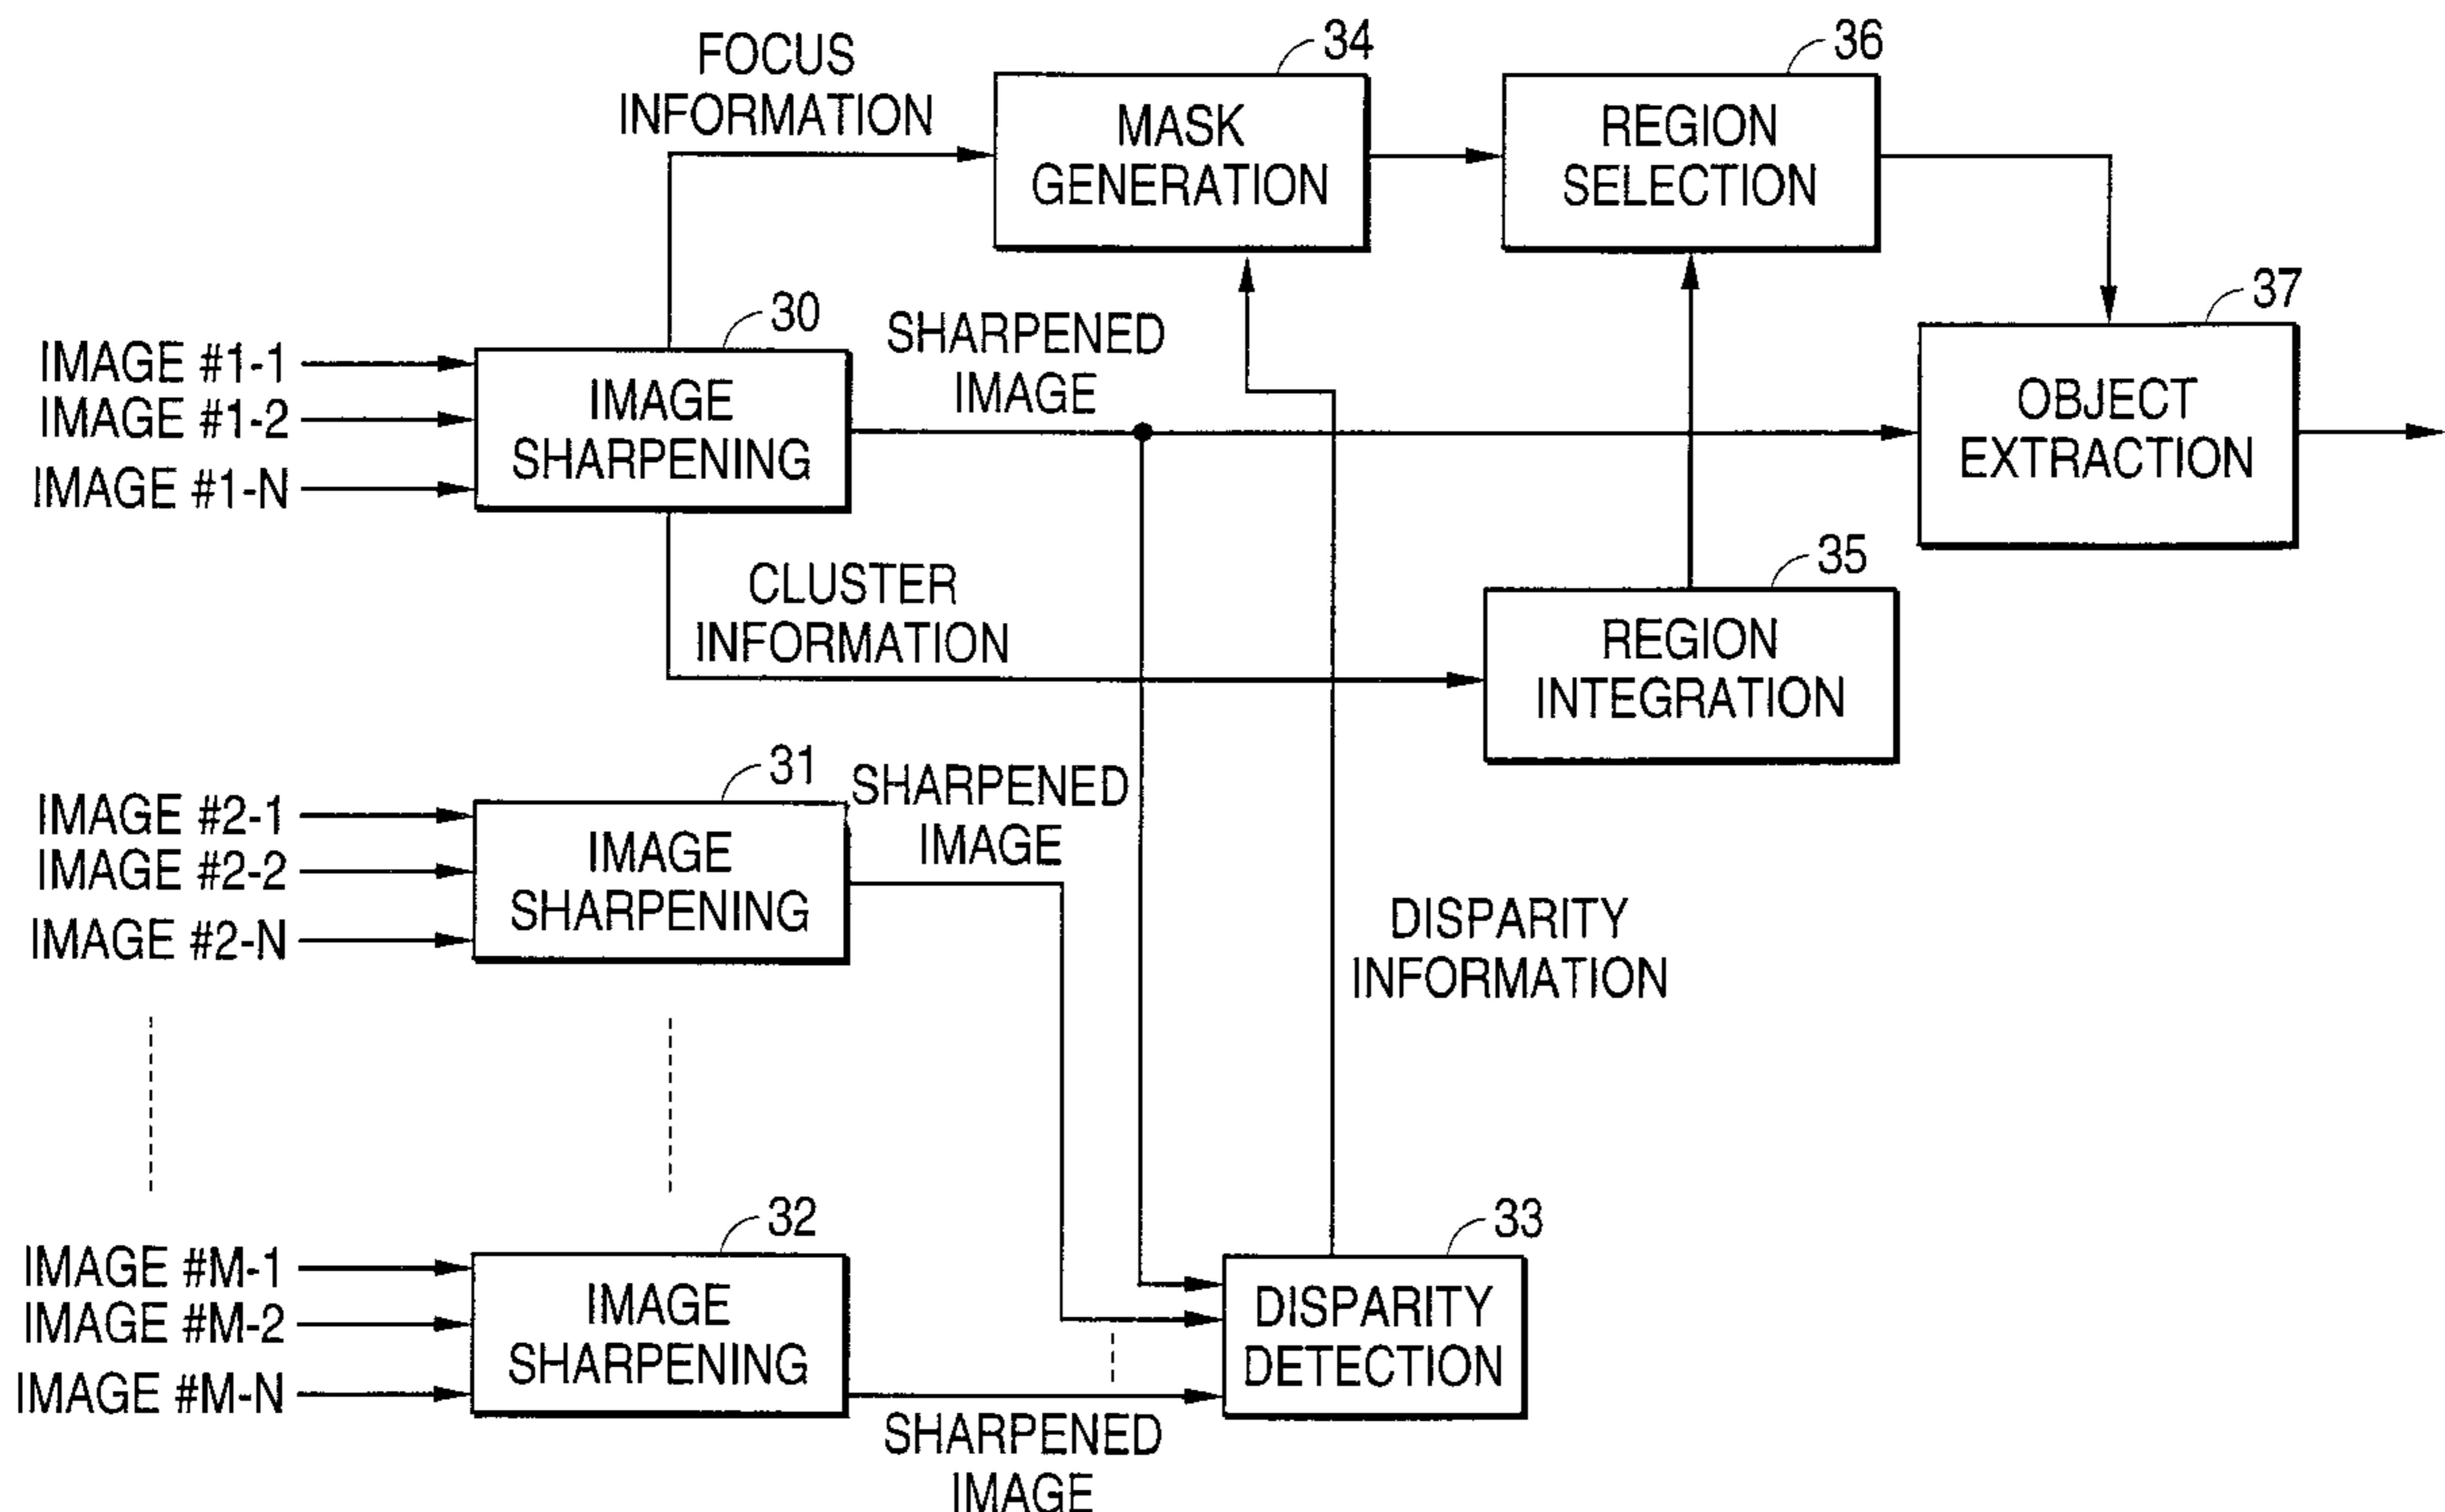 FOCUS
INFORMATION
34
MASK
GENERATION
36
REGION
SELECTION
IMAGE #1-1
IMAGE #1-2
IMAGE #1-N
30
IMAGE
SHARPENING
SHARPENED
IMAGE
37
OBJECT
EXTRACTION
CLUSTER
INFORMATION
35
REGION
INTEGRATION
IMAGE #2-1
IMAGE #2-2
IMAGE #2-N
31
IMAGE
SHARPENING
SHARPENED
IMAGE
DISPARITY
INFORMATION
IMAGE #M-1
IMAGE #M-2
IMAGE #M-N
32
IMAGE
SHARPENING
SHARPENED
IMAGE
33
DISPARITY
DETECTION